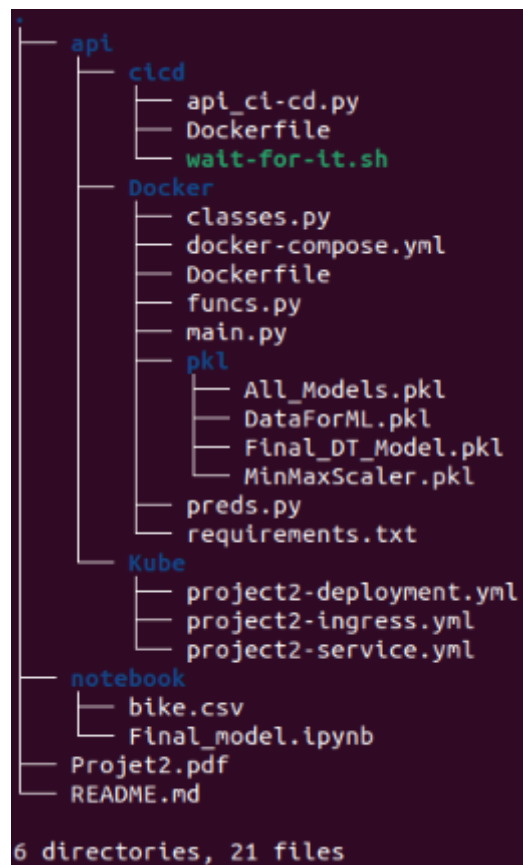 .
├── api
│   ├── cicd
│   │   ├── api_ci-cd.py
│   │   ├── Dockerfile
│   │   └── wait-for-it.sh
│   ├── Docker
│   │   ├── classes.py
│   │   ├── docker-compose.yml
│   │   ├── Dockerfile
│   │   ├── funcs.py
│   │   ├── main.py
│   │   ├── pkl
│   │   │   ├── All_Models.pkl
│   │   │   ├── DataForML.pkl
│   │   │   ├── Final_DT_Model.pkl
│   │   │   └── MinMaxScaler.pkl
│   │   ├── preds.py
│   │   └── requirements.txt
│   └── Kube
│       ├── project2-deployment.yml
│       ├── project2-ingress.yml
│       └── project2-service.yml
├── notebook
│   ├── bike.csv
│   └── Final_model.ipynb
├── Projet2.pdf
└── README.md
6 directories, 21 files